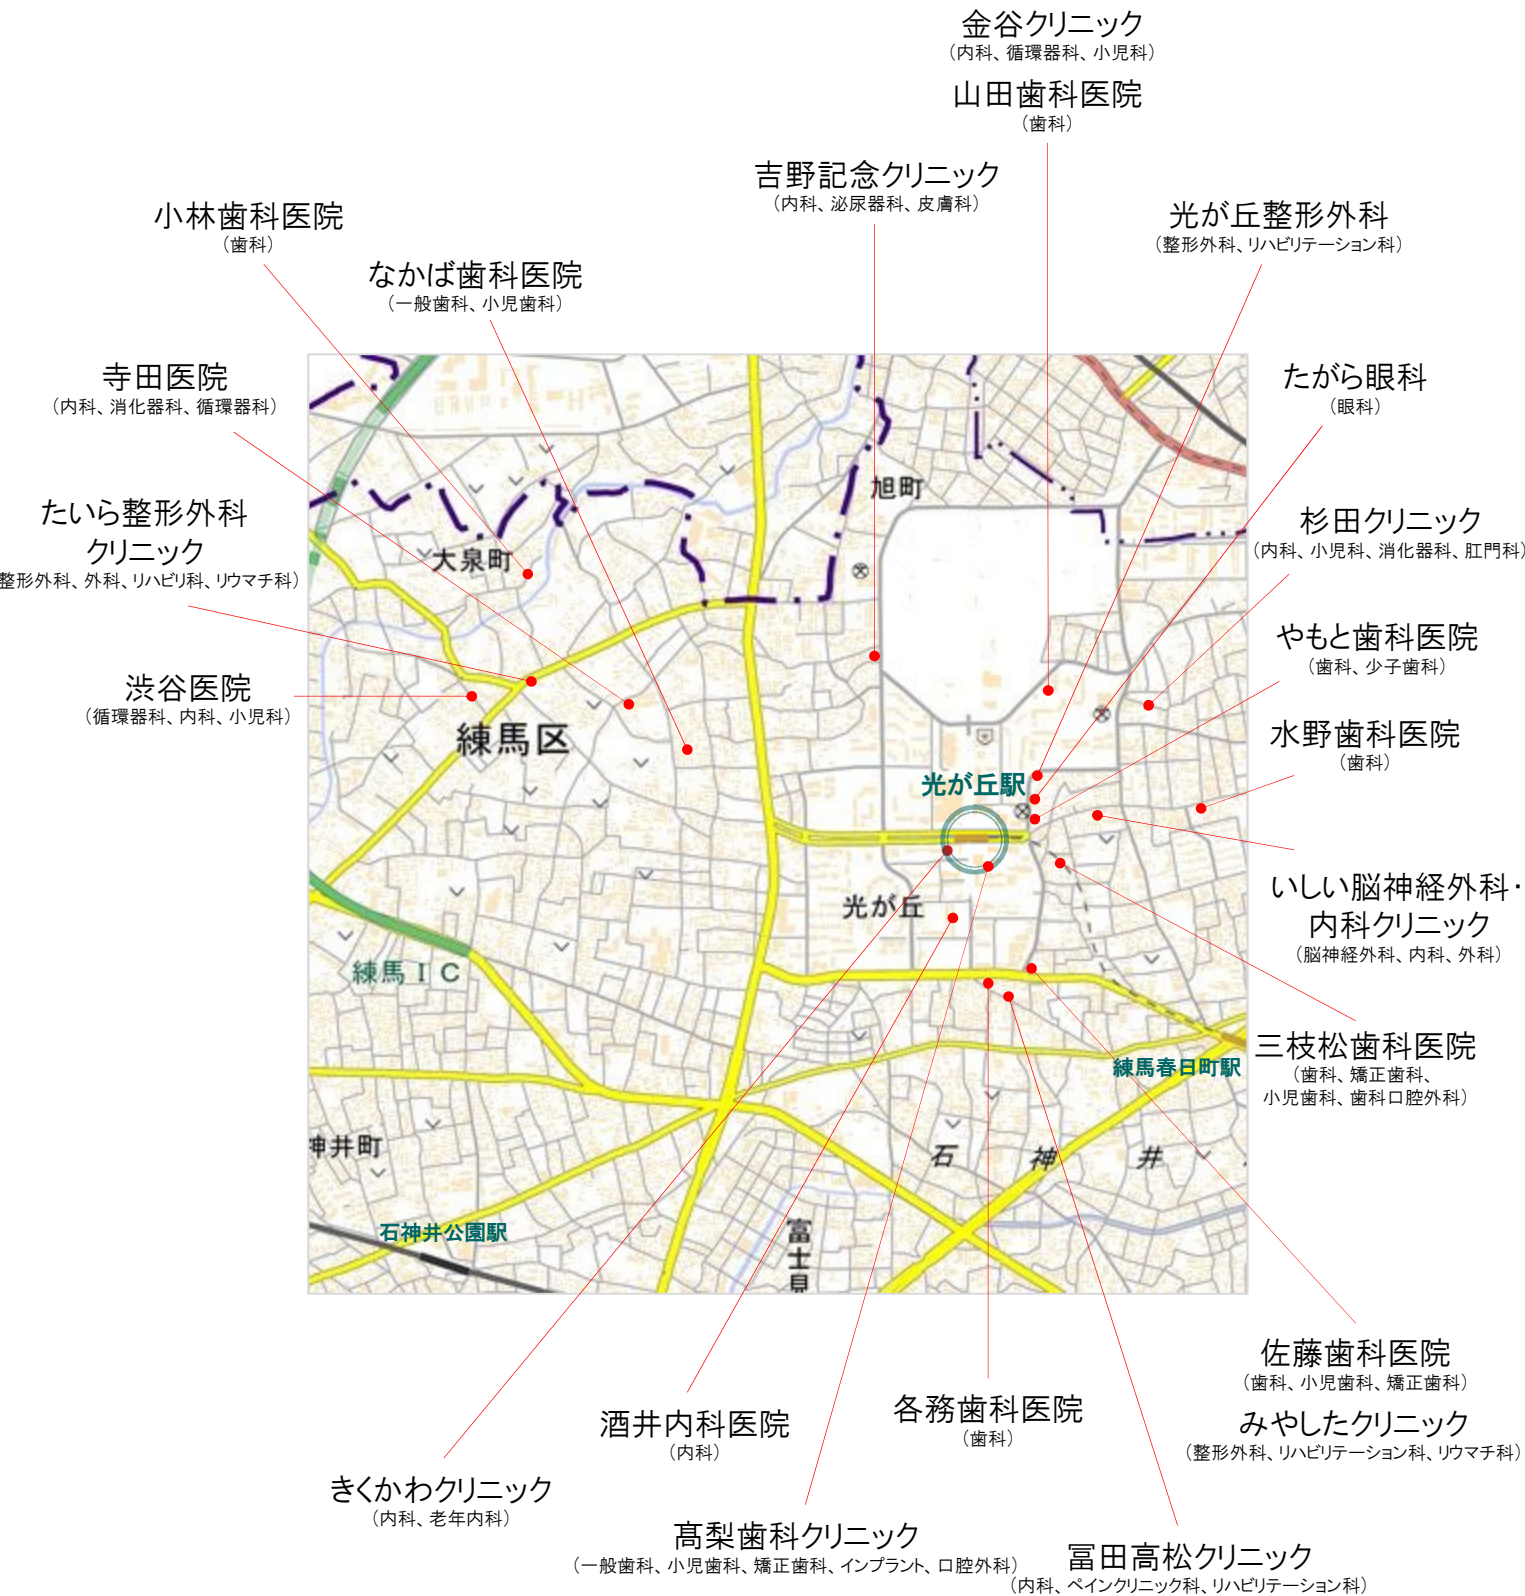 金谷クリニック
（内科、循環器科、小児科）
山田歯科医院
（歯科）
吉野記念クリニック
（内科、泌尿器科、皮膚科）
小林歯科医院
（歯科）
光が丘整形外科
（整形外科、リハビリテーション科）
なかば歯科医院
（一般歯科、小児歯科）
寺田医院
（内科、消化器科、循環器科）
たがら眼科
（眼科）
旭町
たいら整形外科
クリニック
整形外科、外科、リハビリ科、リウマチ科）
杉田クリニック
（内科、小児科、消化器科、肛門科）
大泉町
やもと歯科医院
（歯科、少子歯科）
渋谷医院
（循環器科、内科、小児科）
練馬区
水野歯科医院
（歯科）
光が丘駅
光が丘
いしい脳神経外科・
内科クリニック
（脳神経外科、内科、外科）
練馬ＩＣ
三枝松歯科医院
（歯科、矯正歯科、
小児歯科、歯科口腔外科）
練馬春日町駅
神井町
石神井
石神井公園駅
富士見
佐藤歯科医院
（歯科、小児歯科、矯正歯科）
みやしたクリニック
（整形外科、リハビリテーション科、リウマチ科）
各務歯科医院
（歯科）
酒井内科医院
（内科）
きくかわクリニック
（内科、老年内科）
髙梨歯科クリニック
（一般歯科、小児歯科、矯正歯科、インプラント、口腔外科）
冨田高松クリニック
（内科、ペインクリニック科、リハビリテーション科）